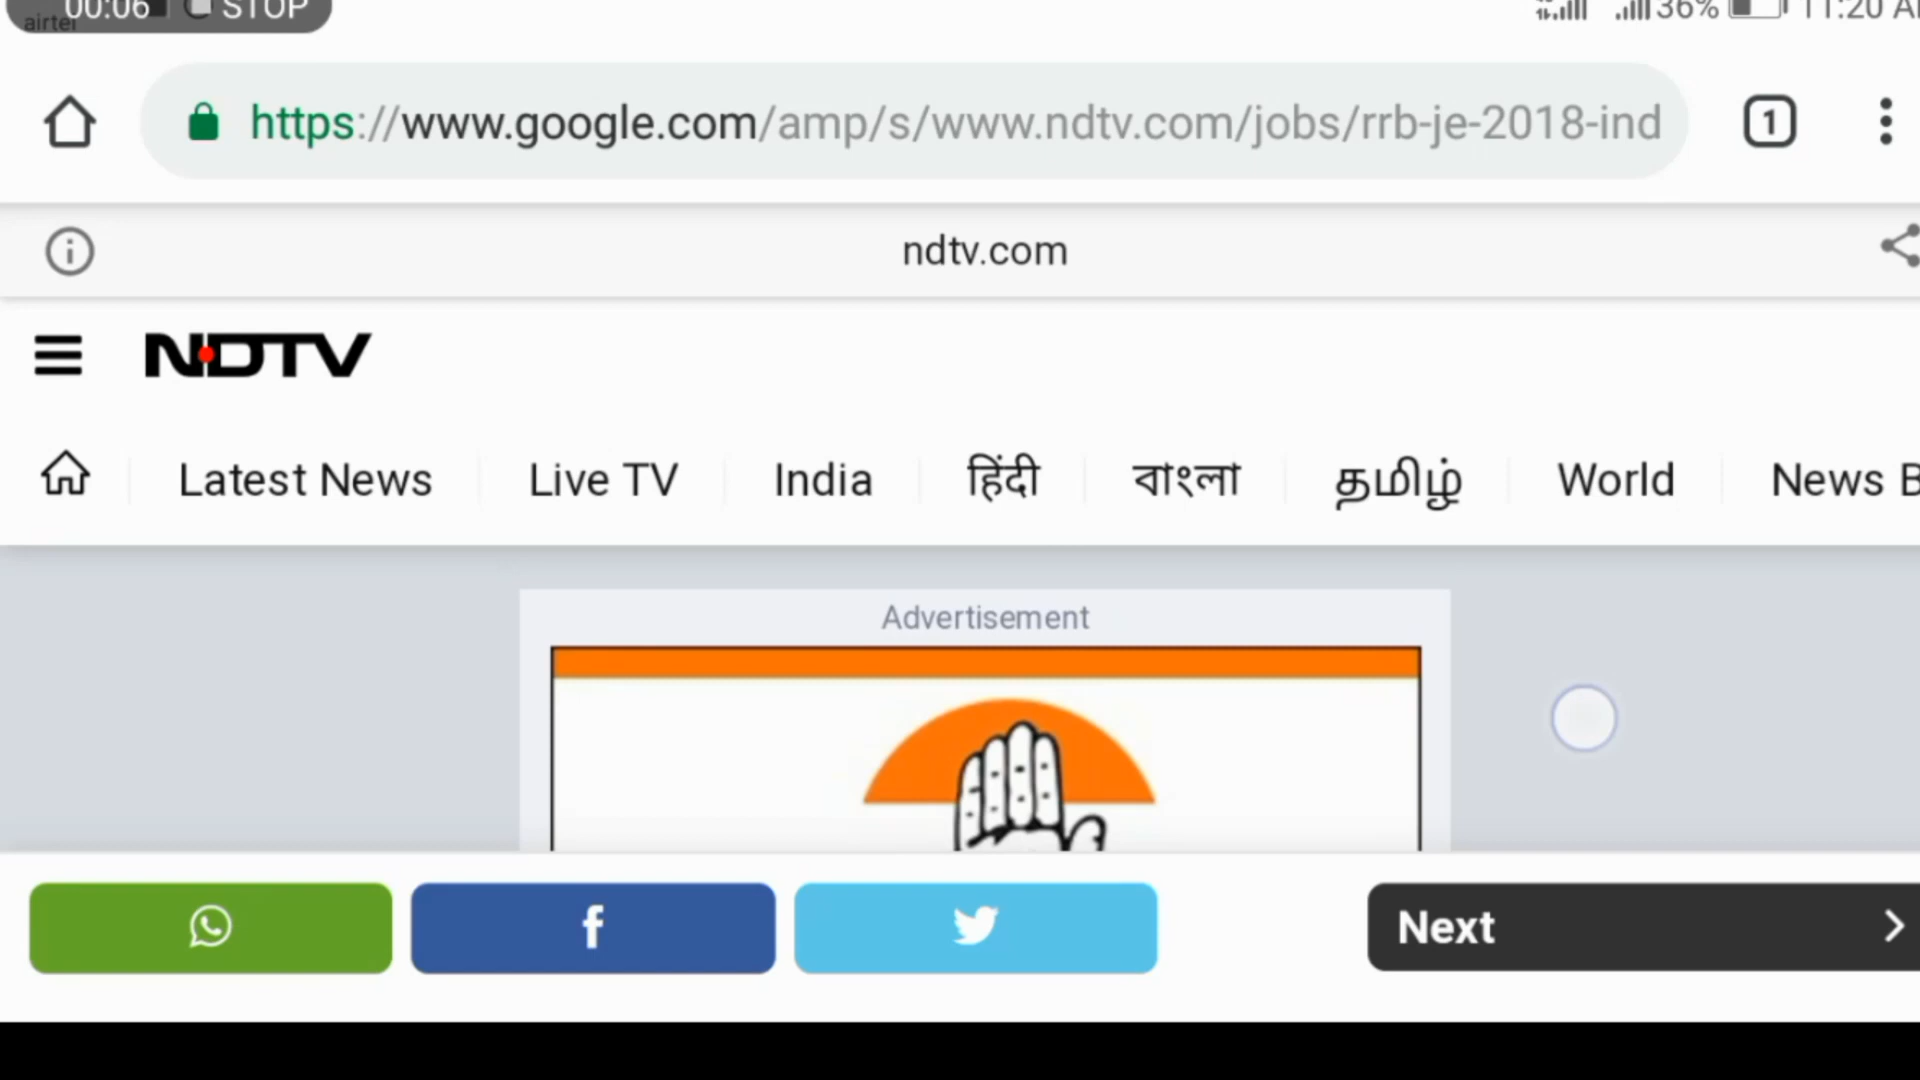 00:06 STOP
airtel
36% 11:20 A
https://www.google.com/amp/s/www.ndtv.com/jobs/rrb-je-2018-ind
1
ndtv.com
NDTV
Latest News Live TV India हिंदी বাংলা தமிழ் World News B
Advertisement
f
Next